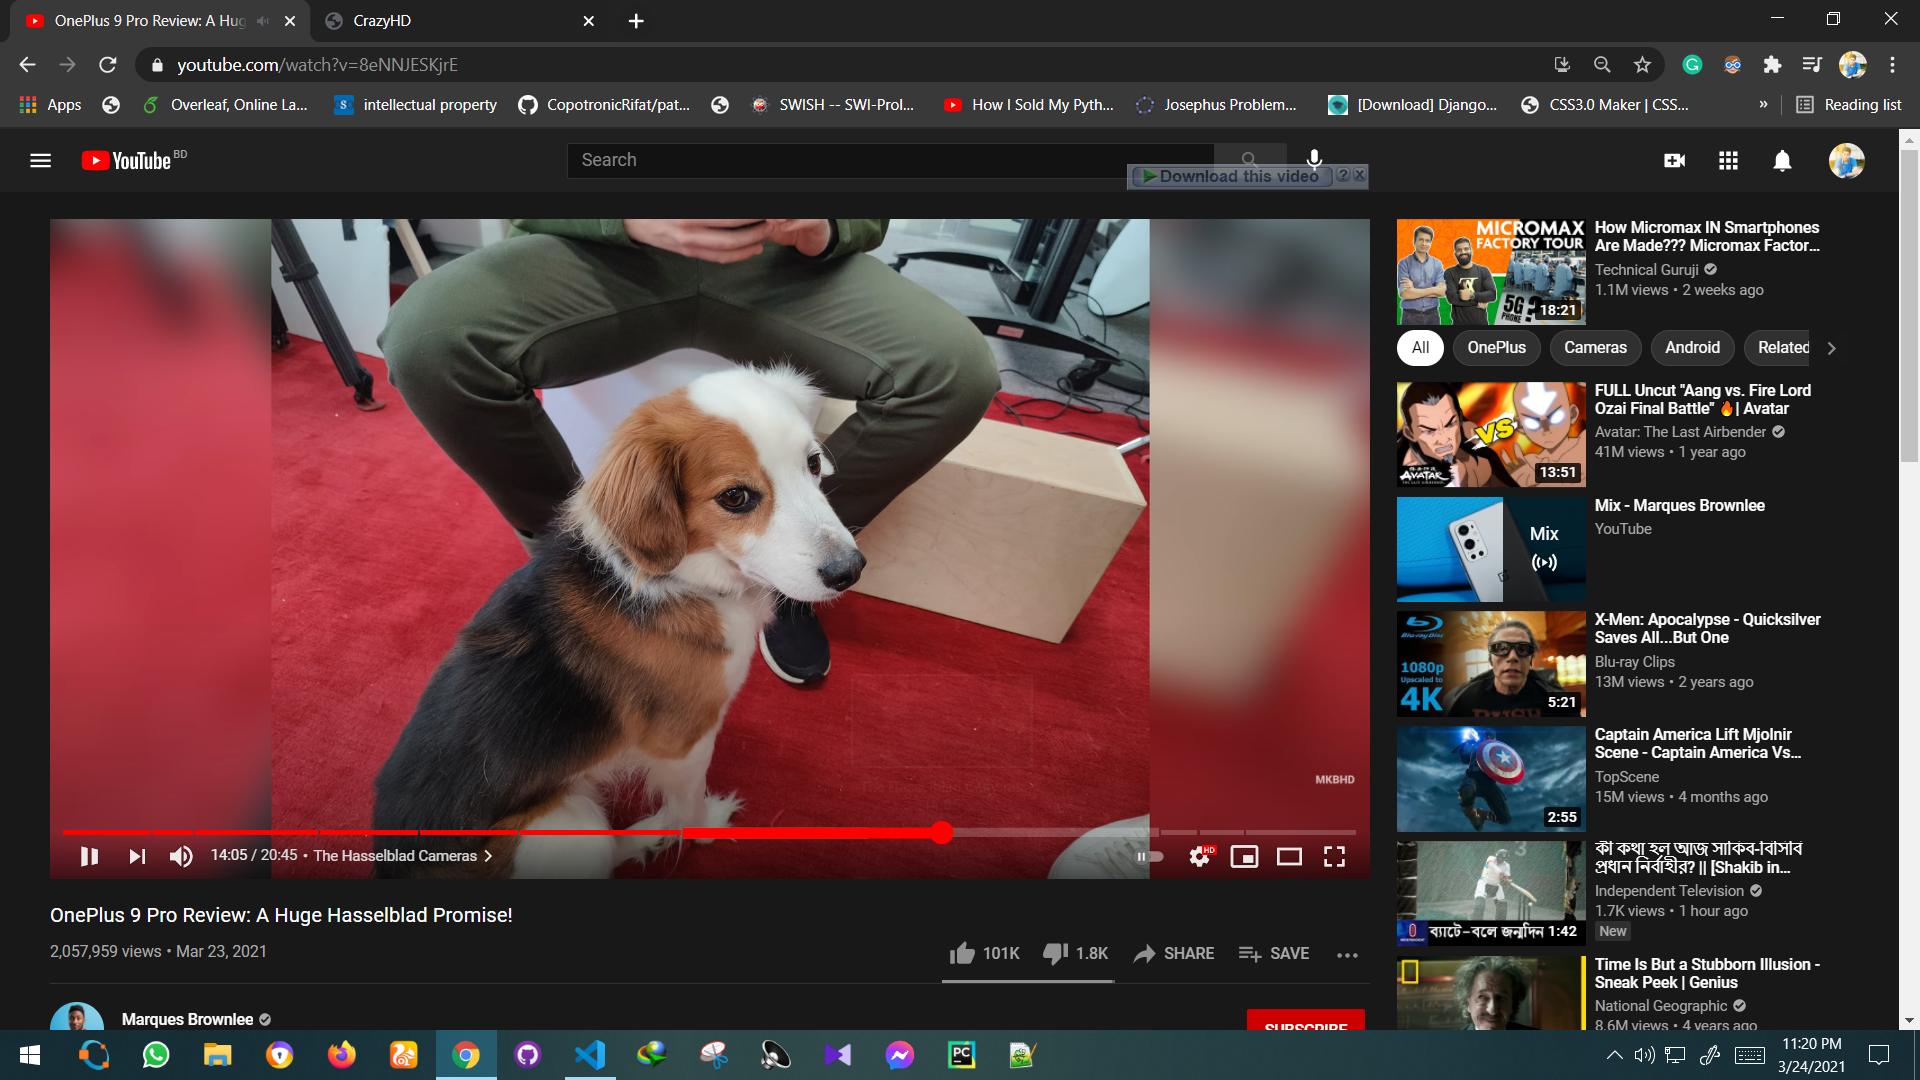 OnePlus 9 Pro Review: A Hug
CrazyHD
youtube.com/watch?v=8eNNJESKjrE
Apps
Overleaf, Online La...
intellectual property
CopotronicRifat/pat...
SWISH -- SWI-Prol...
How I Sold My Pyth...
Josephus Problem...
[Download] Django...
CSS3.0 Maker | CSS...
»
Reading list
YouTube BD
Search
Download this video
MKBHD
14:05 / 20:45 • The Hasselblad Cameras
HD
OnePlus 9 Pro Review: A Huge Hasselblad Promise!
2,057,959 views • Mar 23, 2021
101K
1.8K
SHARE
SAVE
Marques Brownlee
SUBSCRIBE
MICROMAX
FACTORY TOUR
5G
PHONE ?
18:21
How Micromax IN Smartphones
Are Made??? Micromax Factor...
Technical Guruji
1.1M views • 2 weeks ago
All
OnePlus
Cameras
Android
Related
VS
AVATAR
13:51
FULL Uncut "Aang vs. Fire Lord
Ozai Final Battle" 🔥| Avatar
Avatar: The Last Airbender
41M views • 1 year ago
Mix
Mix - Marques Brownlee
YouTube
Blu-ray Disc
1080p
Upscaled to
4K
5:21
X-Men: Apocalypse - Quicksilver
Saves All...But One
Blu-ray Clips
13M views • 2 years ago
2:55
Captain America Lift Mjolnir
Scene - Captain America Vs...
TopScene
15M views • 4 months ago
ব্যাটে-বলে জন্মদিন
1:42
কী কথা হল আজ সাকিব-বিসিবি
প্রধান নির্বাহীর? || [Shakib in...
Independent Television
1.7K views • 1 hour ago
New
Time Is But a Stubborn Illusion -
Sneak Peek | Genius
National Geographic
8.6M views • 4 years ago
PC
11:20 PM
3/24/2021